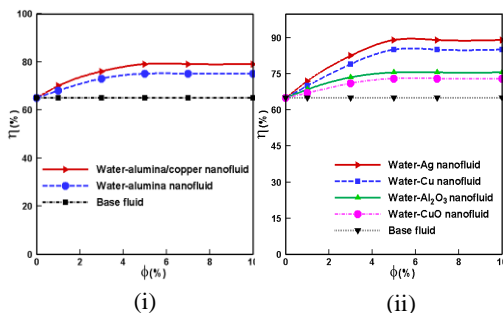 100
80
60
40
20
0
η(%)
0 2 4 6 8 10
ϕ(%)
Water-alumina/copper nanofluid
Water-alumina nanofluid
Base fluid
(i)
90
75
60
45
30
15
0
η(%)
0 2 4 6 8 10
ϕ(%)
Water-Ag nanofluid
Water-Cu nanofluid
Water-Al₂O₃ nanofluid
Water-CuO nanofluid
Base fluid
(ii)